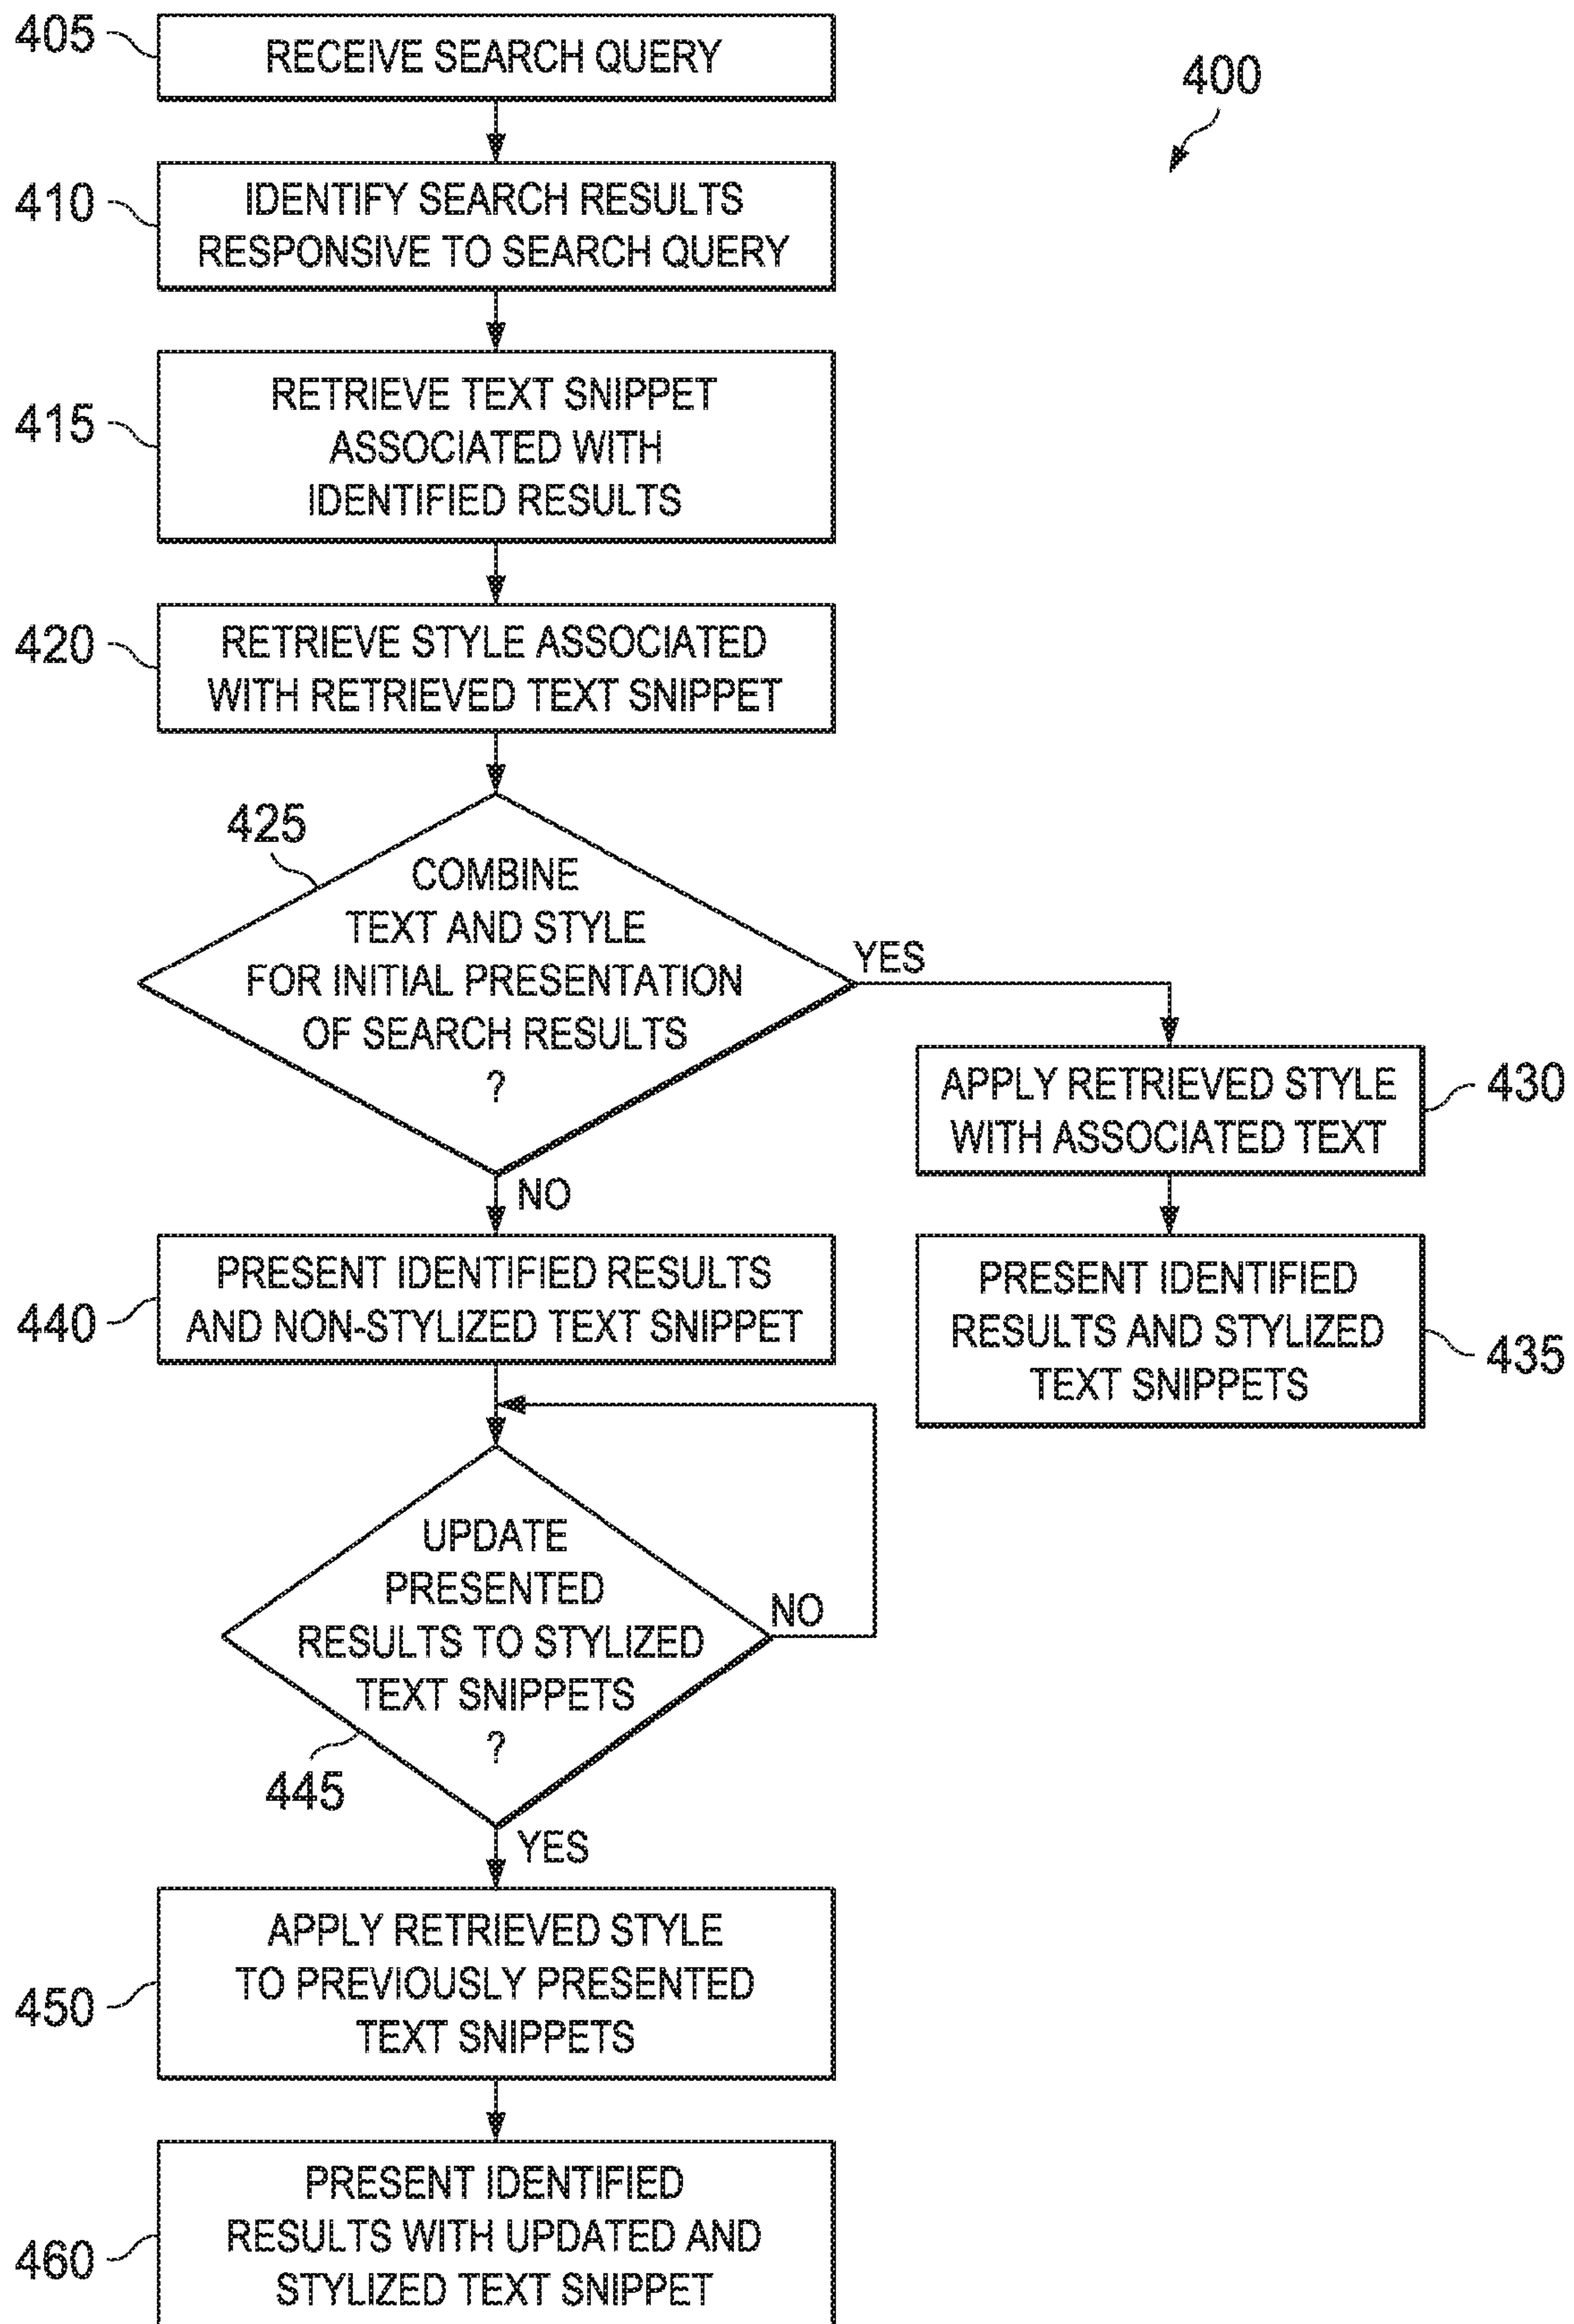 405
RECEIVE SEARCH QUERY
400
410
IDENTIFY SEARCH RESULTS
RESPONSIVE TO SEARCH QUERY
415
RETRIEVE TEXT SNIPPET
ASSOCIATED WITH
IDENTIFIED RESULTS
420
RETRIEVE STYLE ASSOCIATED
WITH RETRIEVED TEXT SNIPPET
425
COMBINE
TEXT AND STYLE
FOR INITIAL PRESENTATION
OF SEARCH RESULTS
?
YES
APPLY RETRIEVED STYLE
WITH ASSOCIATED TEXT
430
NO
PRESENT IDENTIFIED
RESULTS AND STYLIZED
TEXT SNIPPETS
435
440
PRESENT IDENTIFIED RESULTS
AND NON-STYLIZED TEXT SNIPPET
UPDATE
PRESENTED
RESULTS TO STYLIZED
TEXT SNIPPETS
?
NO
445
YES
450
APPLY RETRIEVED STYLE
TO PREVIOUSLY PRESENTED
TEXT SNIPPETS
460
PRESENT IDENTIFIED
RESULTS WITH UPDATED AND
STYLIZED TEXT SNIPPET